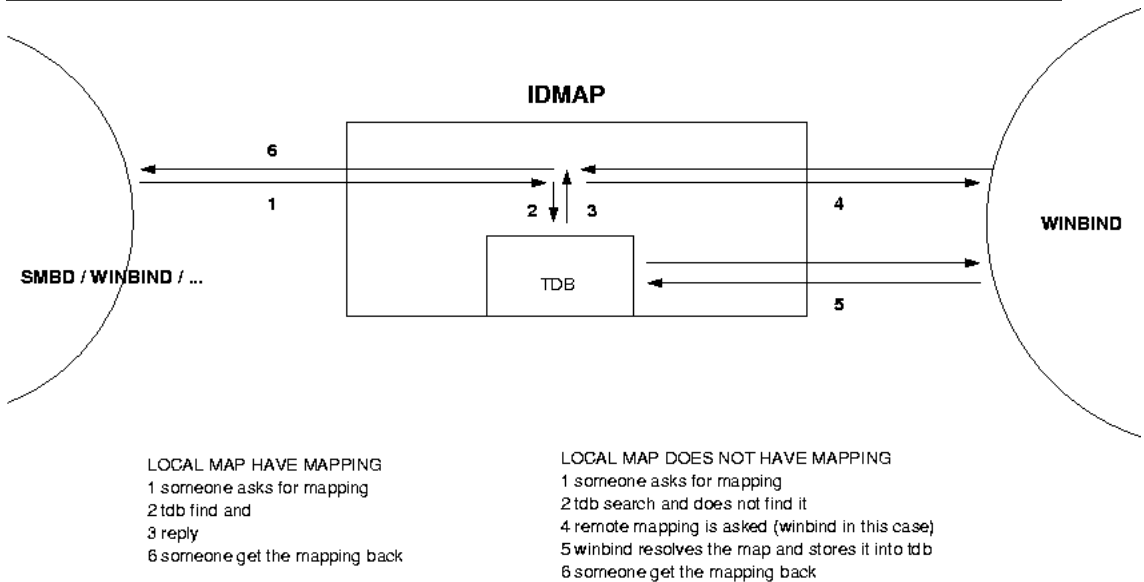 IDMAP
6
1
2
3
4
WINBIND
SMBD / WINBIND / ...
TDB
5
LOCAL MAP HAVE MAPPING
1 someone asks for mapping
2 tdb find and
3 reply
6 someone get the mapping back
LOCAL MAP DOES NOT HAVE MAPPING
1 someone asks for mapping
2 tdb search and does not find it
4 remote mapping is asked (winbind in this case)
5 winbind resolves the map and stores it into tdb
6 someone get the mapping back